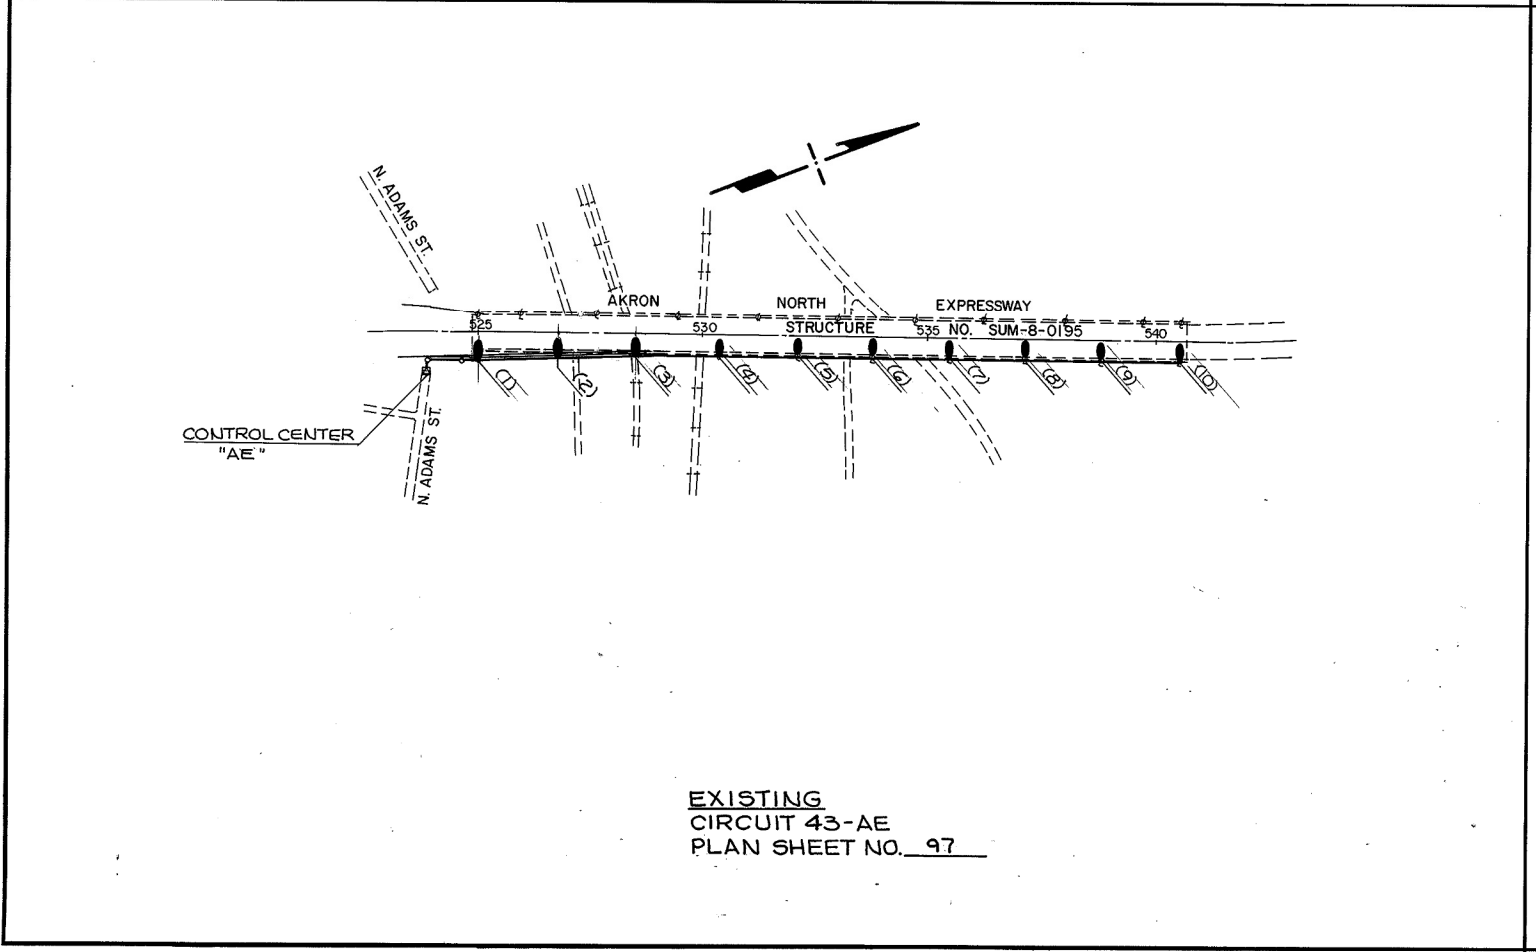 N. ADAMS ST.
AKRON NORTH EXPRESSWAY
525 530 STRUCTURE 535 NO. SUM-8-0195 540
(1) (2) (3) (4) (5) (6) (7) (8) (9) (10)
CONTROL CENTER
"AE"
N. ADAMS ST.
EXISTING
CIRCUIT 43-AE
PLAN SHEET NO. 97